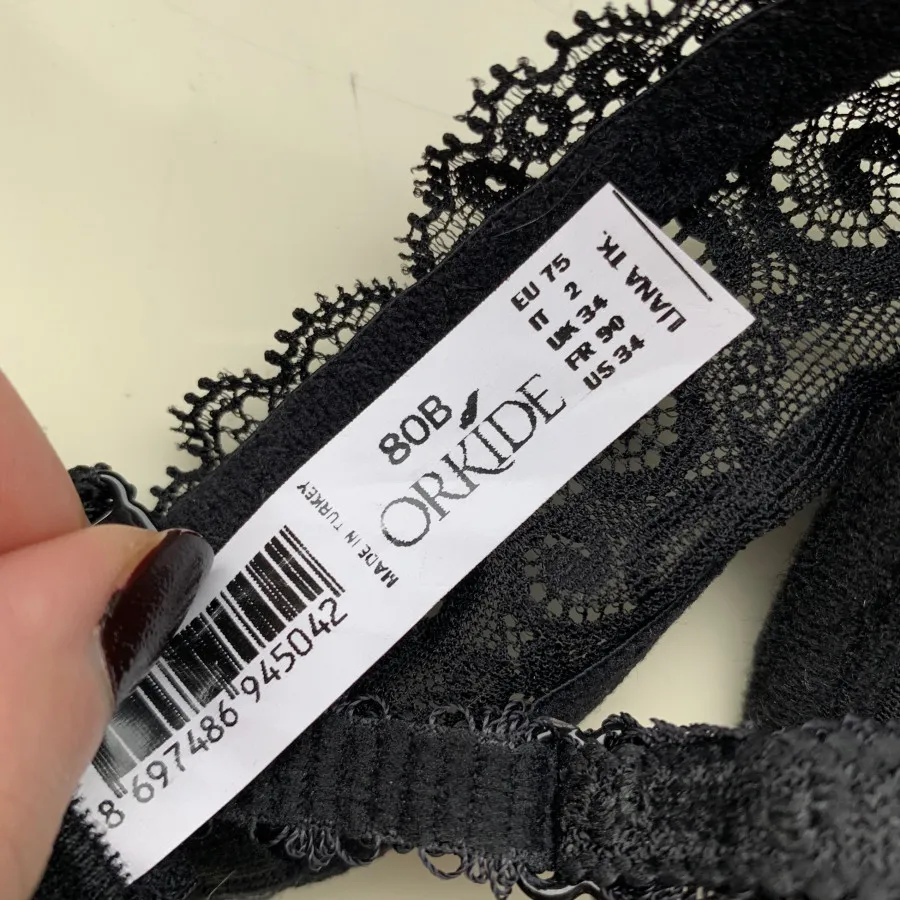 LIANA TK.
EU 75
IT 2
UK 34
FR 90
US 34
80B
ORKIDE
MADE IN TURKEY
8 697486 945042